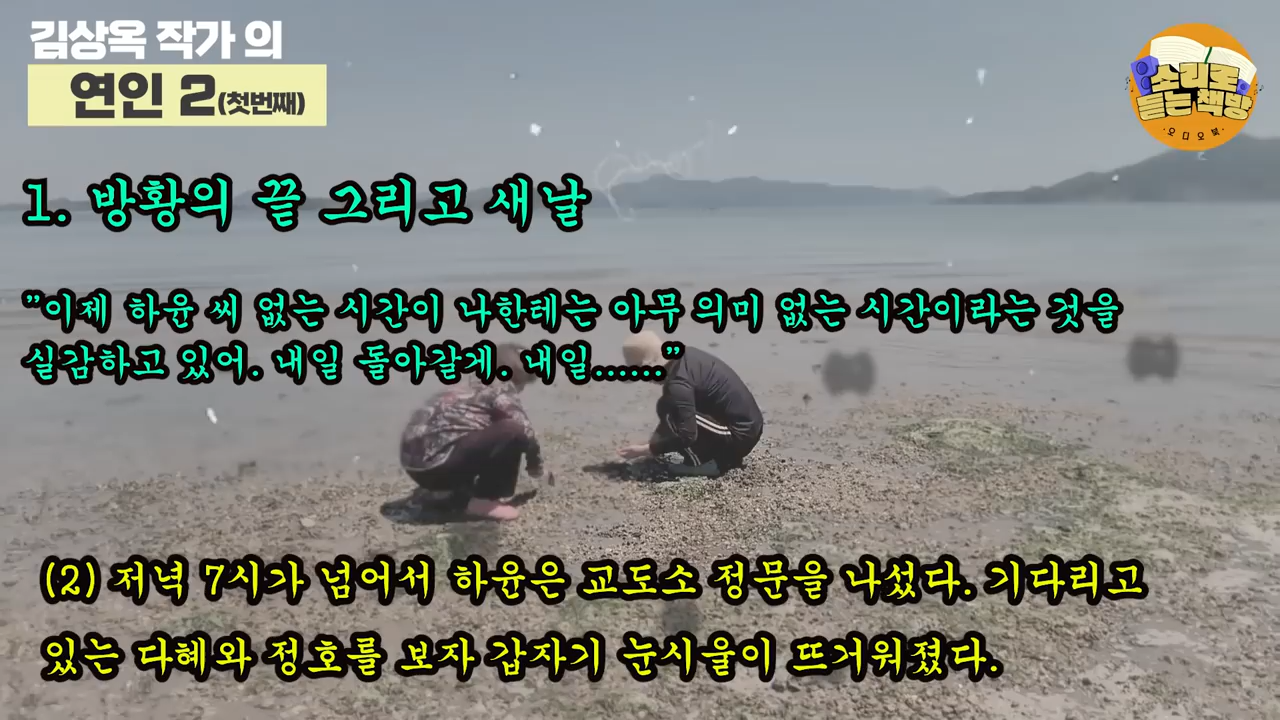 김상옥 작가 의
연인 2(첫번째)
소리로
듣는 책방
·오디오북·
1. 방황의 끝 그리고 새날
"이제 하윤 씨 없는 시간이 나한테는 아무 의미 없는 시간이라는 것을
실감하고 있어. 내일 돌아갈게. 내일......"
(2) 저녁 7시가 넘어서 하윤은 교도소 정문을 나섰다. 기다리고
있는 다혜와 정호를 보자 갑자기 눈시울이 뜨거워졌다.